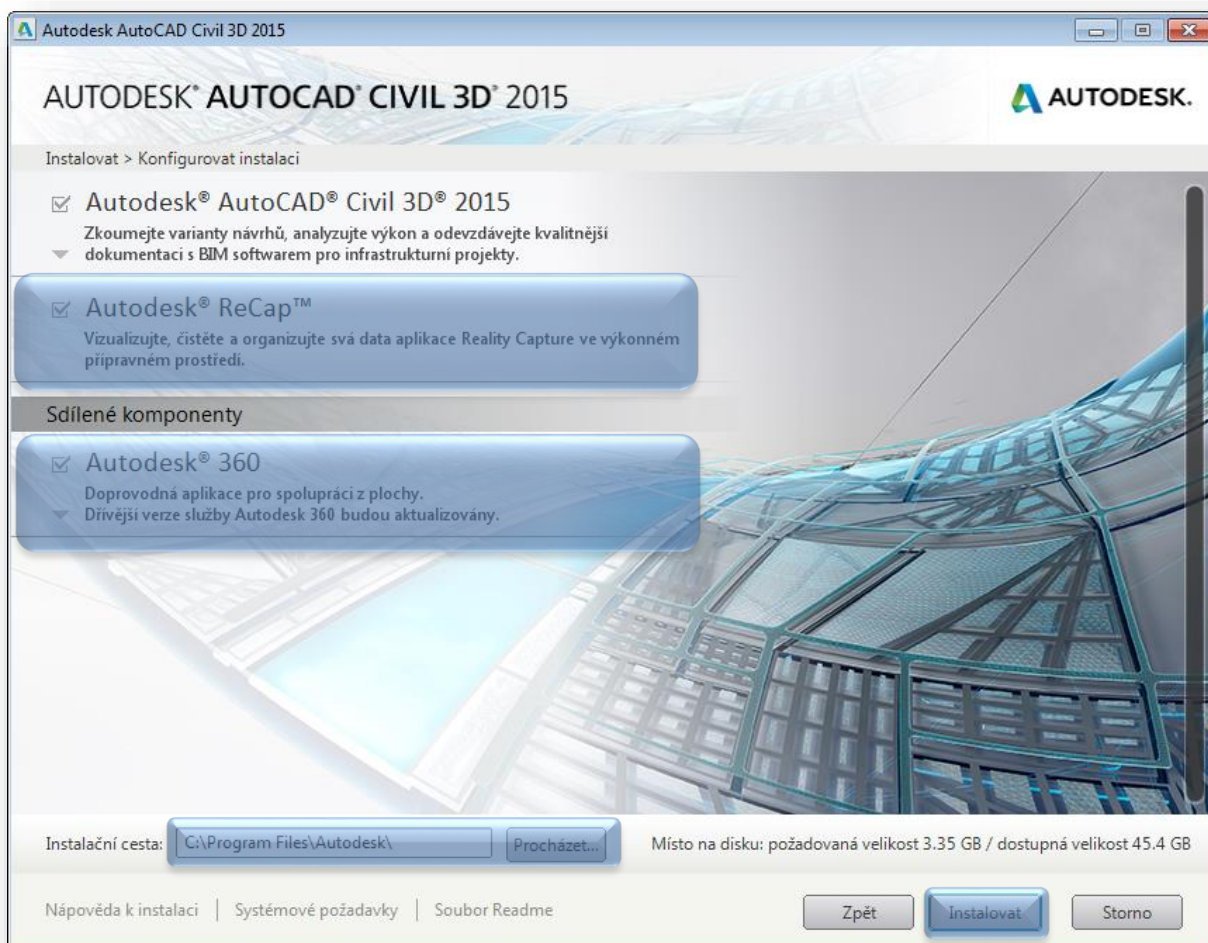 Autodesk AutoCAD Civil 3D 2015
AUTODESK® AUTOCAD® CIVIL 3D® 2015
AUTODESK.
Instalovat > Konfigurovat instalaci
Autodesk® AutoCAD® Civil 3D® 2015
Zkoumejte varianty návrhů, analyzujte výkon a odevzdávejte kvalitnější
dokumentaci s BIM softwarem pro infrastrukturní projekty.
Autodesk® ReCap™
Vizualizujte, čistěte a organizujte svá data aplikace Reality Capture ve výkonném
přípravném prostředí.
Sdílené komponenty
Autodesk® 360
Doprovodná aplikace pro spolupráci z plochy.
Dřívější verze služby Autodesk 360 budou aktualizovány.
Instalační cesta: C:\Program Files\Autodesk\ Procházet... Místo na disku: požadovaná velikost 3.35 GB / dostupná velikost 45.4 GB
Nápověda k instalaci | Systémové požadavky | Soubor Readme Zpět Instalovat Storno